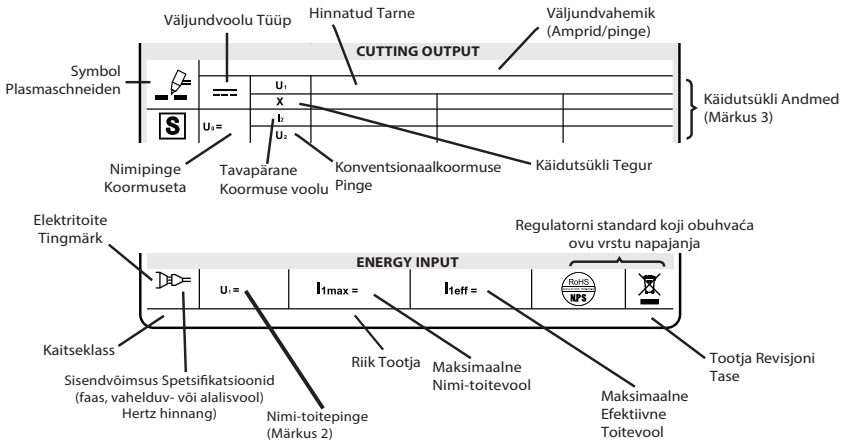 Väljundvoolu Tüüp
Hinnatud Tarne
Väljundvahemik
(Amprid/pinge)
CUTTING OUTPUT
Symbol
Plasmaschneiden
U₁
X
I₂
U₂
S
U₀=
Käidutsükli Andmed
(Märkus 3)
Nimipinge
Koormuseta
Tavapärane
Koormuse voolu
Konventsionaalkoormuse
Pinge
Käidutsükli Tegur
Elektritoite
Tingmärk
Regulatorni standard koji obuhvaća
ovu vrstu napajanja
ENERGY INPUT
U₁=
I1max =
I1eff =
RoHS
NPS
Kaitseklass
Riik Tootja
Maksimaalne
Nimi-toitevool
Tootja Revisjoni
Tase
Sisendvõimsus Spetsifikatsioonid
(faas, vahelduv- või alalisvool)
Hertz hinnang)
Nimi-toitepinge
(Märkus 2)
Maksimaalne
Efektiivne
Toitevool